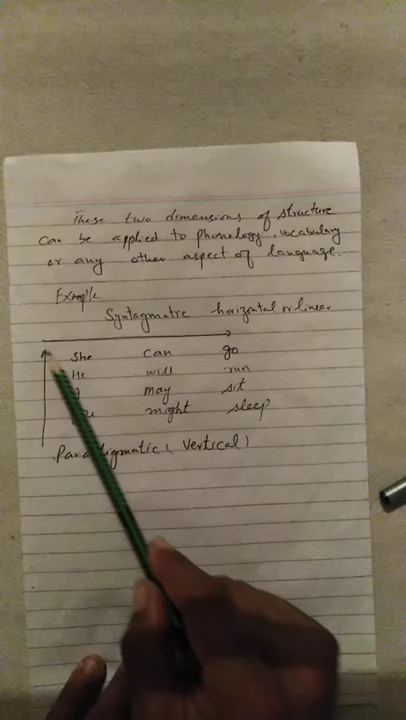 These two dimensions of structure
can be applied to phonology, vocabulary
or any other aspect of language.
Example
Syntagmatic horizontal or linear
She can go
He will run
may sit
might sleep
Paradigmatic (Vertical)